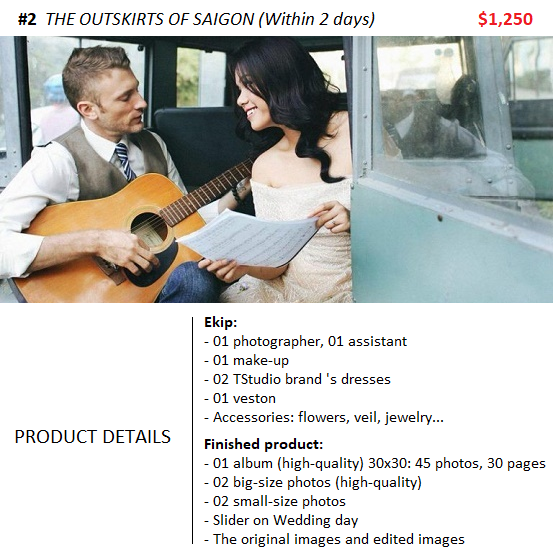 #2 THE OUTSKIRTS OF SAIGON (Within 2 days) $1,250
PRODUCT DETAILS
Ekip:
- 01 photographer, 01 assistant
- 01 make-up
- 02 TStudio brand 's dresses
- 01 veston
- Accessories: flowers, veil, jewelry...
Finished product:
- 01 album (high-quality) 30x30: 45 photos, 30 pages
- 02 big-size photos (high-quality)
- 02 small-size photos
- Slider on Wedding day
- The original images and edited images